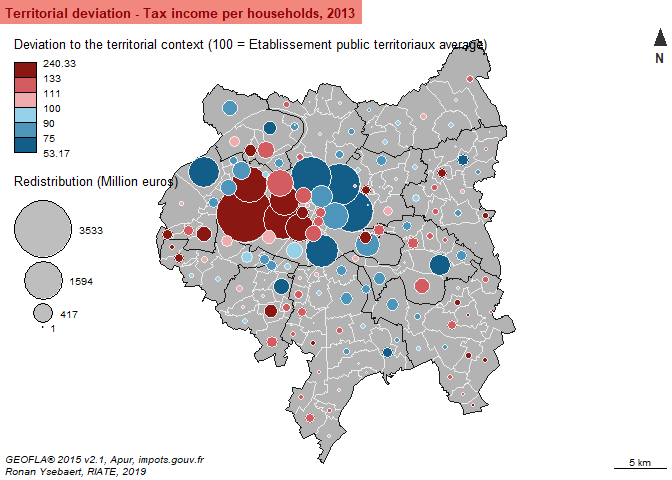 Territorial deviation - Tax income per households, 2013
Deviation to the territorial context (100 = Etablissement public territoriaux average)
240.33
133
111
100
90
75
53.17
Redistribution (Million euros)
3533
1594
417
1
N
GEOFLA® 2015 v2.1, Apur, impots.gouv.fr
Ronan Ysebaert, RIATE, 2019
5 km